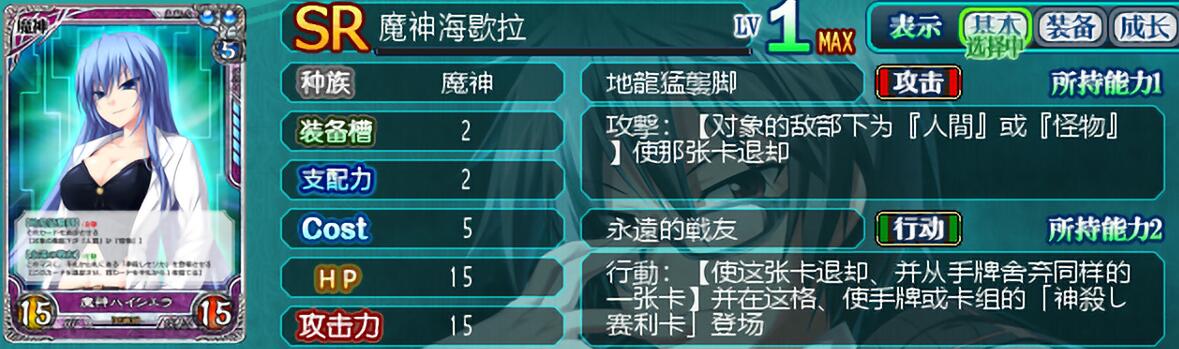 魔神
5
魔神ハイシェラ
15
15
SR 魔神海歇拉
LV 1 MAX
表示 基本 装备 成长
选择中
种族 魔神
装备槽 2
支配力 2
Cost 5
HP 15
攻击力 15
地龍猛襲脚 攻击 所持能力1
攻撃：【对象的敌部下为『人間』或『怪物』
】使那张卡退却
永遠的戦友 行动 所持能力2
行動：【使这张卡退却、并从手牌舍弃同样的
一张卡】并在这格、使手牌或卡组的「神殺し
赛利卡」登场